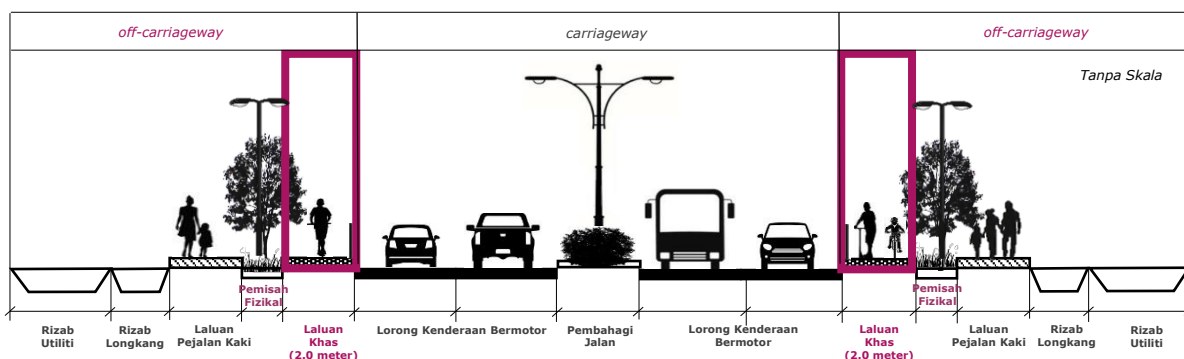 off-carriageway
carriageway
off-carriageway
Tanpa Skala
Pemisah
Fizikal
Pemisah
Fizikal
Rizab
Utiliti
Rizab
Longkang
Laluan
Pejalan Kaki
Laluan
Khas
(2.0 meter)
Lorong Kenderaan Bermotor
Pembahagi
Jalan
Lorong Kenderaan
Bermotor
Laluan
Khas
(2.0 meter)
Laluan
Pejalan Kaki
Rizab
Longkang
Rizab
Utiliti